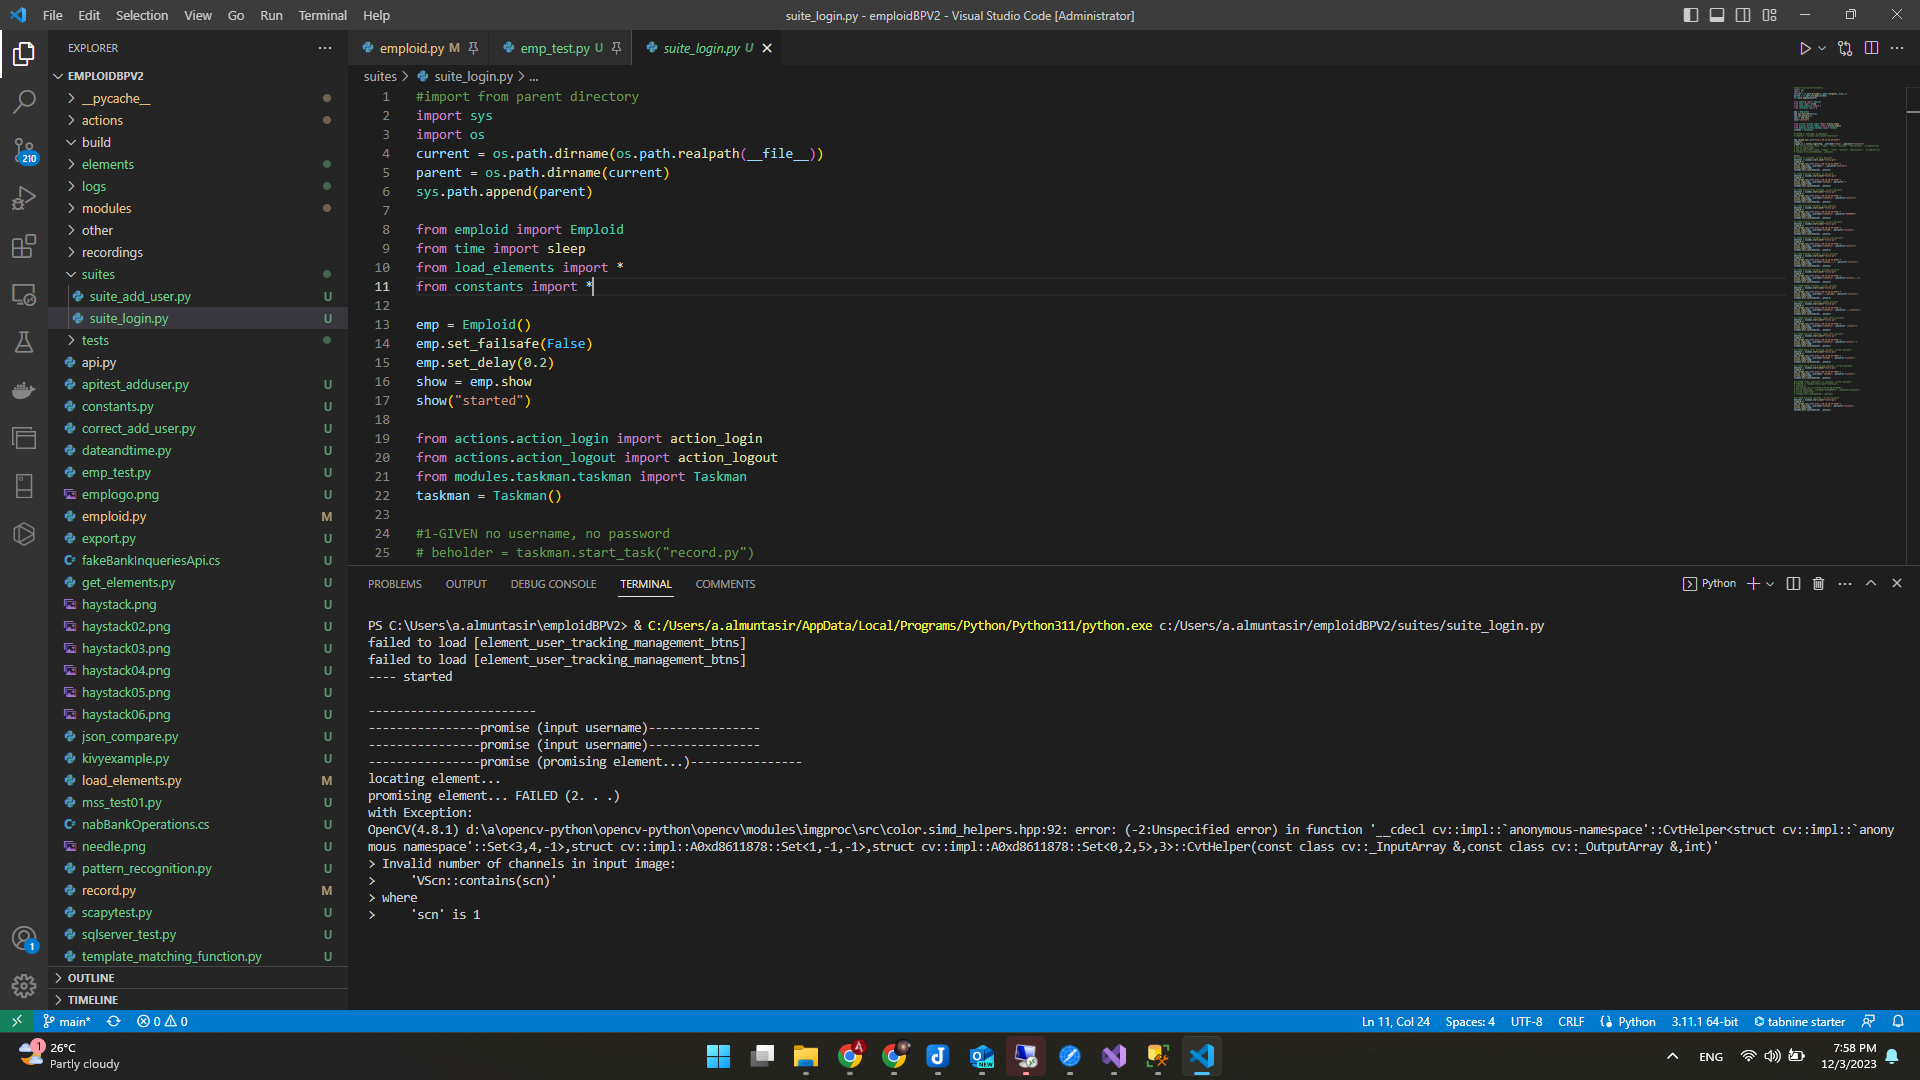 File Edit Selection View Go Run Terminal Help
suite_login.py - emploidBPV2 - Visual Studio Code [Administrator]
EXPLORER
EMPLOIDBPV2
__pycache__
actions
build
elements
logs
modules
other
recordings
suites
suite_add_user.py U
suite_login.py U
tests
api.py
apitest_adduser.py U
constants.py U
correct_add_user.py U
dateandtime.py U
emp_test.py U
emplogo.png U
emploid.py M
export.py U
fakeBankInqueriesApi.cs U
get_elements.py U
haystack.png U
haystack02.png U
haystack03.png U
haystack04.png U
haystack05.png U
haystack06.png U
json_compare.py U
kivyexample.py U
load_elements.py M
mss_test01.py U
nabBankOperations.cs U
needle.png U
pattern_recognition.py U
record.py M
scapytest.py U
sqlserver_test.py U
template_matching_function.py U
OUTLINE
TIMELINE
210
1
emploid.py M
emp_test.py U
suite_login.py U
suites > suite_login.py > ...
1 #import from parent directory
2 import sys
3 import os
4 current = os.path.dirname(os.path.realpath(__file__))
5 parent = os.path.dirname(current)
6 sys.path.append(parent)
7
8 from emploid import Emploid
9 from time import sleep
10 from load_elements import *
11 from constants import *
12
13 emp = Emploid()
14 emp.set_failsafe(False)
15 emp.set_delay(0.2)
16 show = emp.show
17 show("started")
18
19 from actions.action_login import action_login
20 from actions.action_logout import action_logout
21 from modules.taskman.taskman import Taskman
22 taskman = Taskman()
23
24 #1-GIVEN no username, no password
25 # beholder = taskman.start_task("record.py")
PROBLEMS OUTPUT DEBUG CONSOLE TERMINAL COMMENTS
Python
PS C:\Users\a.almuntasir\emploidBPV2> & C:/Users/a.almuntasir/AppData/Local/Programs/Python/Python311/python.exe c:/Users/a.almuntasir/emploidBPV2/suites/suite_login.py
failed to load [element_user_tracking_management_btns]
failed to load [element_user_tracking_management_btns]
---- started
------------------------
----------------promise (input username)----------------
----------------promise (input username)----------------
----------------promise (promising element...)----------------
locating element...
promising element... FAILED (2. . .)
with Exception:
OpenCV(4.8.1) d:\a\opencv-python\opencv-python\opencv\modules\imgproc\src\color.simd_helpers.hpp:92: error: (-2:Unspecified error) in function '__cdecl cv::impl::`anonymous-namespace'::CvtHelper<struct cv::impl::`anony
mous namespace'::Set<3,4,-1>,struct cv::impl::A0xd8611878::Set<1,-1,-1>,struct cv::impl::A0xd8611878::Set<0,2,5>,3>::CvtHelper(const class cv::_InputArray &,const class cv::_OutputArray &,int)'
> Invalid number of channels in input image:
> 'VScn::contains(scn)'
> where
> 'scn' is 1
main* 0 0
Ln 11, Col 24 Spaces: 4 UTF-8 CRLF Python 3.11.1 64-bit tabnine starter
1
26°C
Partly cloudy
A
NEW
ENG
7:58 PM
12/3/2023